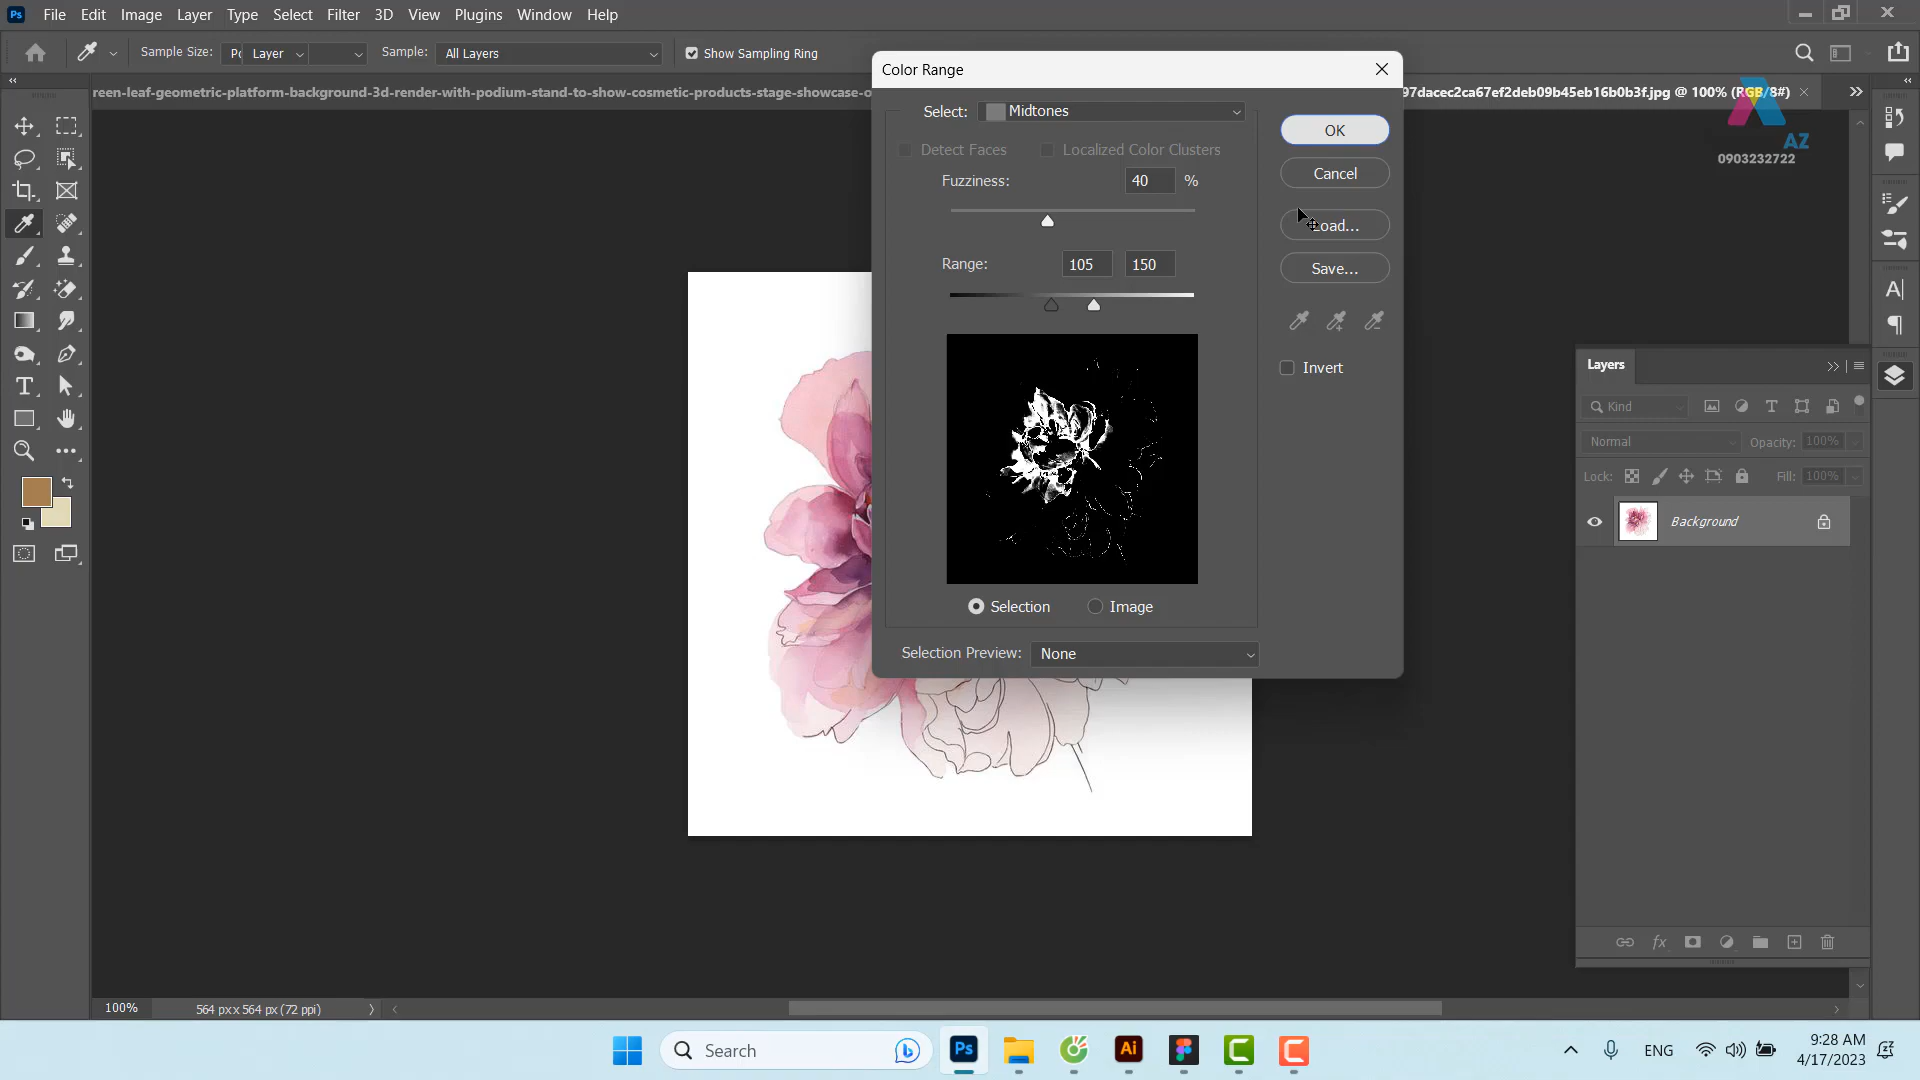 File Edit Image Layer Type Select Filter 3D View Plugins Window Help
Sample Size: Layer Sample: All Layers Show Sampling Ring
reen-leaf-geometric-platform-background-3d-render-with-podium-stand-to-show-cosmetic-products-stage-showcase-o
97dacec2ca67ef2deb09b45eb16b0b3f.jpg @ 100% (RGB/8#)
AZ
0903232722
Color Range
Select: Midtones
OK
Detect Faces Localized Color Clusters
Cancel
Fuzziness: 40 %
Load...
Range: 105 150
Save...
Invert
Selection Image
Selection Preview: None
Layers
Kind
Normal Opacity: 100%
Lock: Fill: 100%
Background
100% 564 px x 564 px (72 ppi)
Search
ENG
9:28 AM
4/17/2023